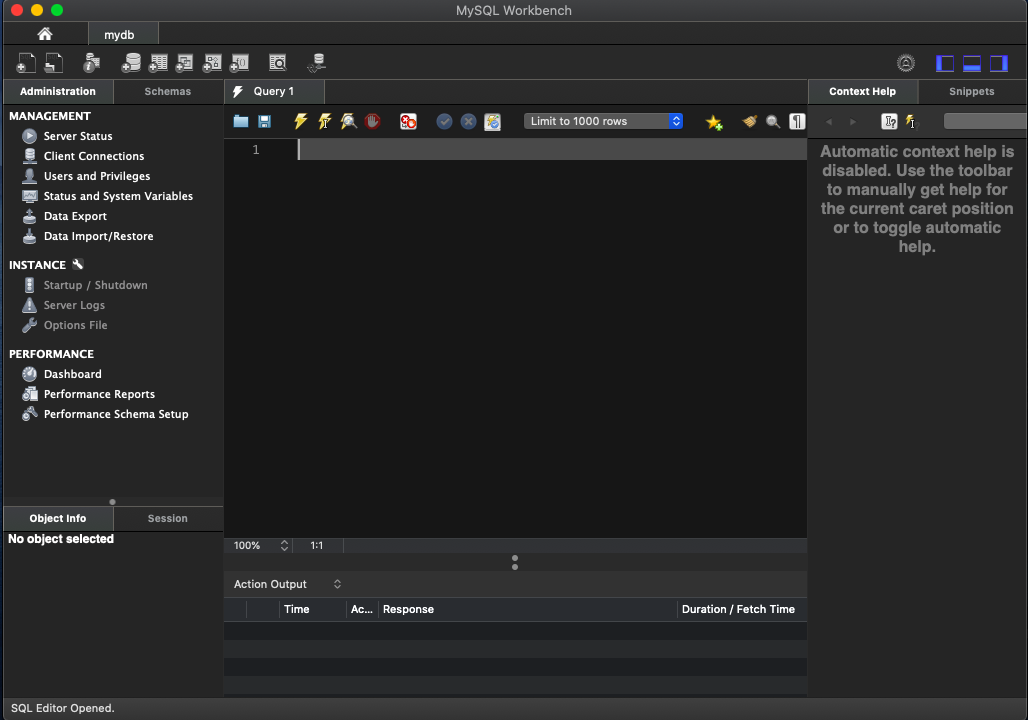 MySQL Workbench
mydb
Administration
Schemas
Query 1
Context Help
Snippets
MANAGEMENT
Server Status
Client Connections
Users and Privileges
Status and System Variables
Data Export
Data Import/Restore
INSTANCE
Startup / Shutdown
Server Logs
Options File
PERFORMANCE
Dashboard
Performance Reports
Performance Schema Setup
Object Info
Session
No object selected
Limit to 1000 rows
1
100%
1:1
Action Output
Time
Ac...
Response
Duration / Fetch Time
Automatic context help is
disabled. Use the toolbar
to manually get help for
the current caret position
or to toggle automatic
help.
SQL Editor Opened.